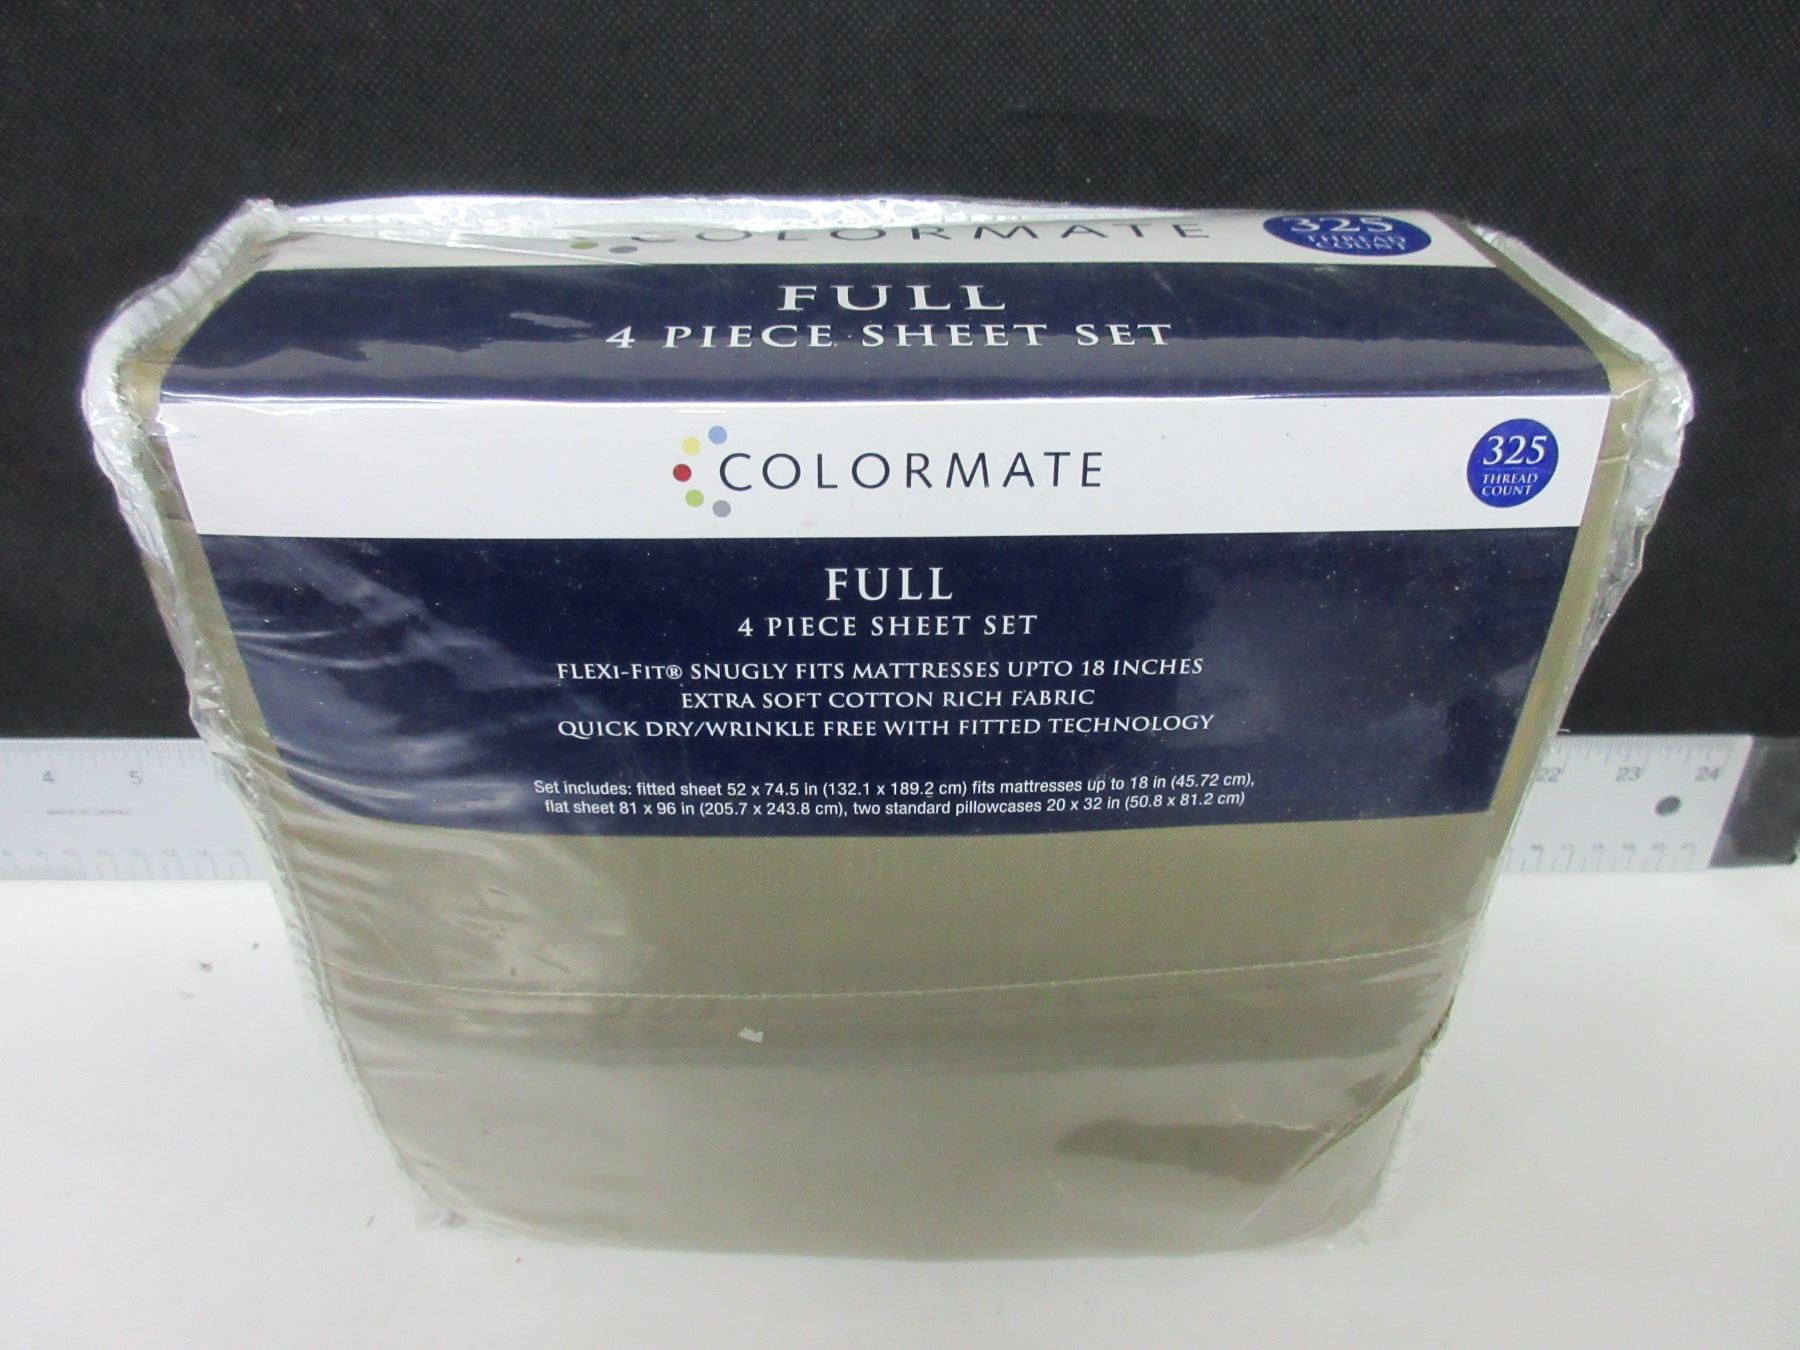 COLORMATE
325
THREAD
COUNT
FULL
4 PIECE SHEET SET
COLORMATE
325
THREAD
COUNT
FULL
4 PIECE SHEET SET
FLEXI-FIT® SNUGLY FITS MATTRESSES UPTO 18 INCHES
EXTRA SOFT COTTON RICH FABRIC
QUICK DRY/WRINKLE FREE WITH FITTED TECHNOLOGY
Set includes: fitted sheet 52 x 74.5 in (132.1 x 189.2 cm) fits mattresses up to 18 in (45.72 cm),
flat sheet 81 x 96 in (205.7 x 243.8 cm), two standard pillowcases 20 x 32 in (50.8 x 81.2 cm)
4 5 22 23 24